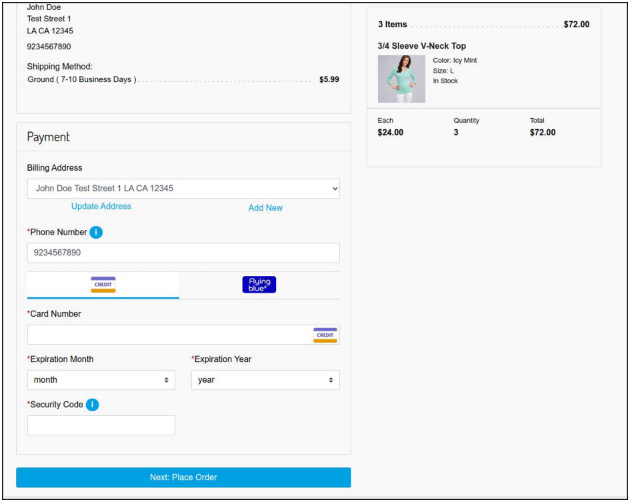 John Doe
Test Street 1
LA CA 12345
9234567890
Shipping Method:
Ground ( 7-10 Business Days ) $5.99
Payment
Billing Address
John Doe Test Street 1 LA CA 12345
Update Address Add New
*Phone Number i
9234567890
CREDIT Flying blue*
*Card Number
CREDIT
*Expiration Month *Expiration Year
month year
*Security Code i
Next: Place Order
3 Items $72.00
3/4 Sleeve V-Neck Top
Color: Icy Mint
Size: L
In Stock
Each Quantity Total
$24.00 3 $72.00